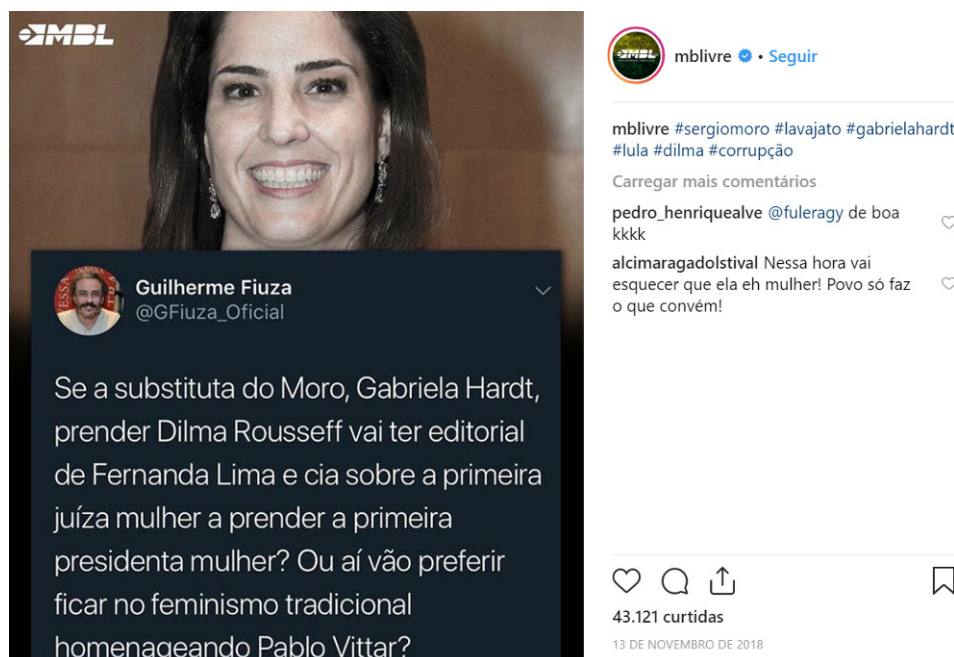 MBL
Guilherme Fiuza
@GFiuza_Oficial
Se a substituta do Moro, Gabriela Hardt,
prender Dilma Rousseff vai ter editorial
de Fernanda Lima e cia sobre a primeira
juíza mulher a prender a primeira
presidenta mulher? Ou aí vão preferir
ficar no feminismo tradicional
homenageando Pablo Vittar?
MBL
mblivre • Seguir
mblivre #sergiomoro #lavajato #gabrielahardt
#lula #dilma #corrupção
Carregar mais comentários
pedro_henriquealve @fuleragy de boa
kkkk
alcimaragadolstival Nessa hora vai
esquecer que ela eh mulher! Povo só faz
o que convém!
43.121 curtidas
13 DE NOVEMBRO DE 2018